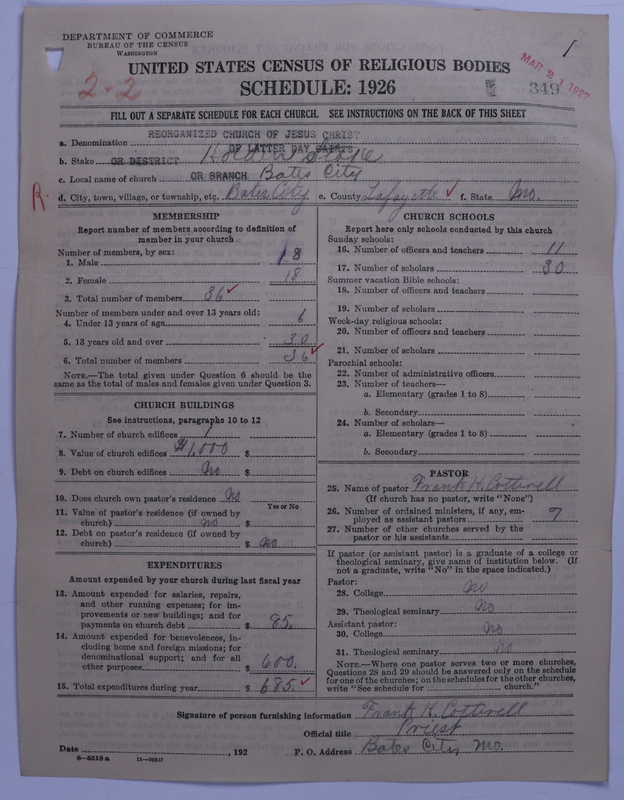 DEPARTMENT OF COMMERCE
BUREAU OF THE CENSUS
WASHINGTON
2-2
MAR 21 1927
349
UNITED STATES CENSUS OF RELIGIOUS BODIES
SCHEDULE: 1926
FILL OUT A SEPARATE SCHEDULE FOR EACH CHURCH. SEE INSTRUCTIONS ON THE BACK OF THIS SHEET
REORGANIZED CHURCH OF JESUS CHRIST
a. Denomination OF LATTER DAY SAINTS
b. Stake OR DISTRICT Holden Stake
c. Local name of church OR BRANCH Bates City
R- d. City, town, village, or township, etc. Bates City e. County Lafayette ✓ f. State Mo.
MEMBERSHIP
Report number of members according to definition of
member in your church
Number of members, by sex:
1. Male 18
2. Female 18
3. Total number of members 36 ✓
Number of members under and over 13 years old:
4. Under 13 years of age 6
5. 13 years old and over 30
6. Total number of members 36 ✓
NOTE.—The total given under Question 6 should be the
same as the total of males and females given under Question 3.
CHURCH BUILDINGS
See instructions, paragraphs 10 to 12
7. Number of church edifices 1
8. Value of church edifices $1,000 $
9. Debt on church edifices No $
10. Does church own pastor's residence No
Yes or No
11. Value of pastor's residence (if owned by
church) no $
12. Debt on pastor's residence (if owned by
church) $ no
EXPENDITURES
Amount expended by your church during last fiscal year
13. Amount expended for salaries, repairs,
and other running expenses; for im-
provements or new buildings; and for
payments on church debt $ 85.
14. Amount expended for benevolences, in-
cluding home and foreign missions; for
denominational support; and for all
other purposes $ 600.
15. Total expenditures during year $ 685. ✓
CHURCH SCHOOLS
Report here only schools conducted by this church
Sunday schools:
16. Number of officers and teachers 11
17. Number of scholars 30
Summer vacation Bible schools:
18. Number of officers and teachers
19. Number of scholars
Week-day religious schools:
20. Number of officers and teachers
21. Number of scholars
Parochial schools:
22. Number of administrative officers
23. Number of teachers—
a. Elementary (grades 1 to 8)
b. Secondary
24. Number of scholars—
a. Elementary (grades 1 to 8)
b. Secondary
PASTOR
25. Name of pastor Frank H. Cottwell
(If church has no pastor, write "None")
26. Number of ordained ministers, if any, em-
ployed as assistant pastors 7
27. Number of other churches served by the
pastor or his assistants
If pastor (or assistant pastor) is a graduate of a college or
theological seminary, give name of institution below. (If
not a graduate, write "No" in the space indicated.)
Pastor:
28. College no
29. Theological seminary No
Assistant pastor:
30. College No
31. Theological seminary No
NOTE.—Where one pastor serves two or more churches,
Questions 28 and 29 should be answered only on the schedule
for one of the churches; on the schedules for the other churches,
write "See schedule for church."
Signature of person furnishing information Frank H. Cottwell
Official title Priest
Date , 192 P. O. Address Bates City, Mo.